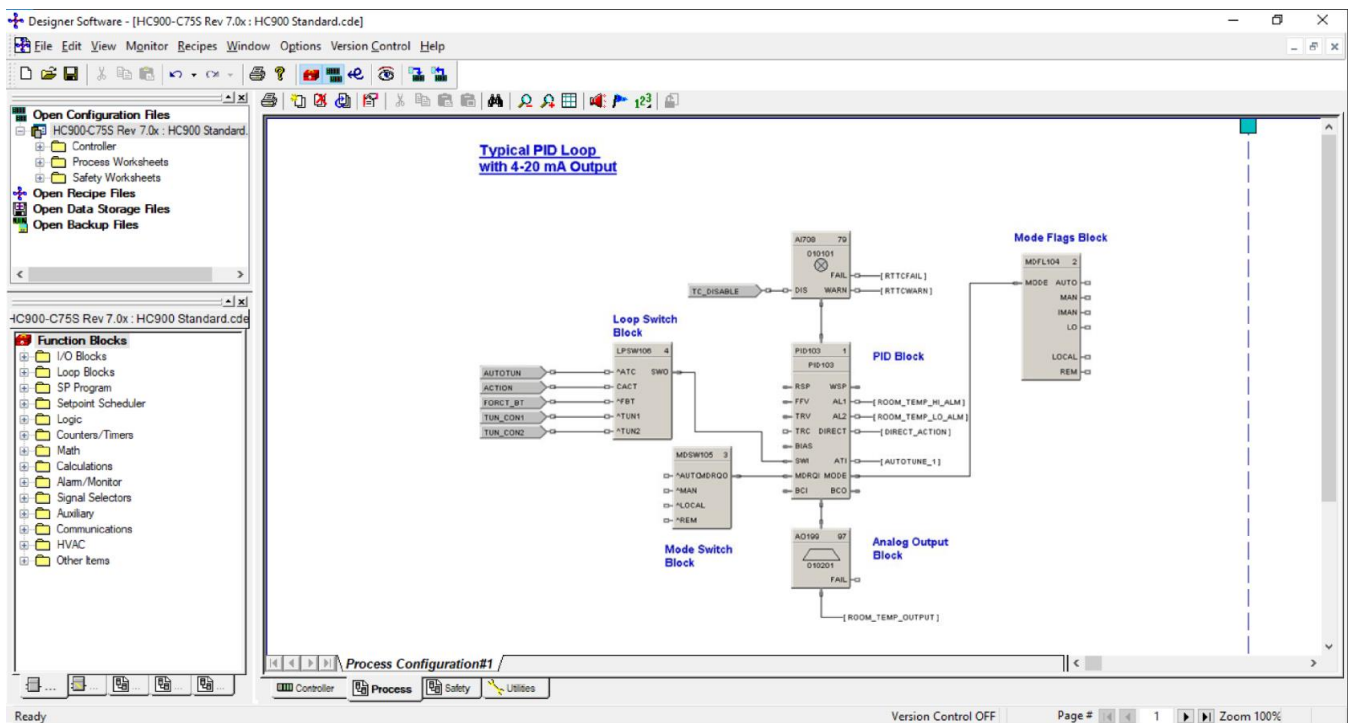 Designer Software - [HC900-C75S Rev 7.0x : HC900 Standard.cde]
File Edit View Monitor Recipes Window Options Version Control Help
Open Configuration Files
HC900-C75S Rev 7.0x : HC900 Standard.
Controller
Process Worksheets
Safety Worksheets
Open Recipe Files
Open Data Storage Files
Open Backup Files
HC900-C75S Rev 7.0x : HC900 Standard.cde
Function Blocks
I/O Blocks
Loop Blocks
SP Program
Setpoint Scheduler
Logic
Counters/Timers
Math
Calculations
Alarm/Monitor
Signal Selectors
Auxiliary
Communications
HVAC
Other Items
Typical PID Loop
with 4-20 mA Output
AI708 79
010101
FAIL
[RTTCFAIL]
TC_DISABLE
DIS WARN
[RTTCWARN]
Mode Flags Block
MDFL104 2
MODE AUTO
MAN
IMAN
LO
LOCAL
REM
Loop Switch
Block
LPSW106 4
AUTOTUN
^ATC SWO
ACTION
CACT
FORCT_BT
^FBT
TUN_CON1
^TUN1
TUN_CON2
^TUN2
PID103 1
PID103
PID Block
RSP WSP
FFV AL1
[ROOM_TEMP_HI_ALM]
TRV AL2
[ROOM_TEMP_LO_ALM]
TRC DIRECT
[DIRECT_ACTION]
BIAS
SWI ATI
[AUTOTUNE_1]
MDRQI MODE
BCI BCO
MDSW105 3
^AUTO MDRQO
^MAN
^LOCAL
^REM
Mode Switch
Block
AO199 97
010201
FAIL
Analog Output
Block
[ROOM_TEMP_OUTPUT]
Process Configuration#1
Controller Process Safety Utilities
Ready Version Control OFF Page # 1 Zoom 100%